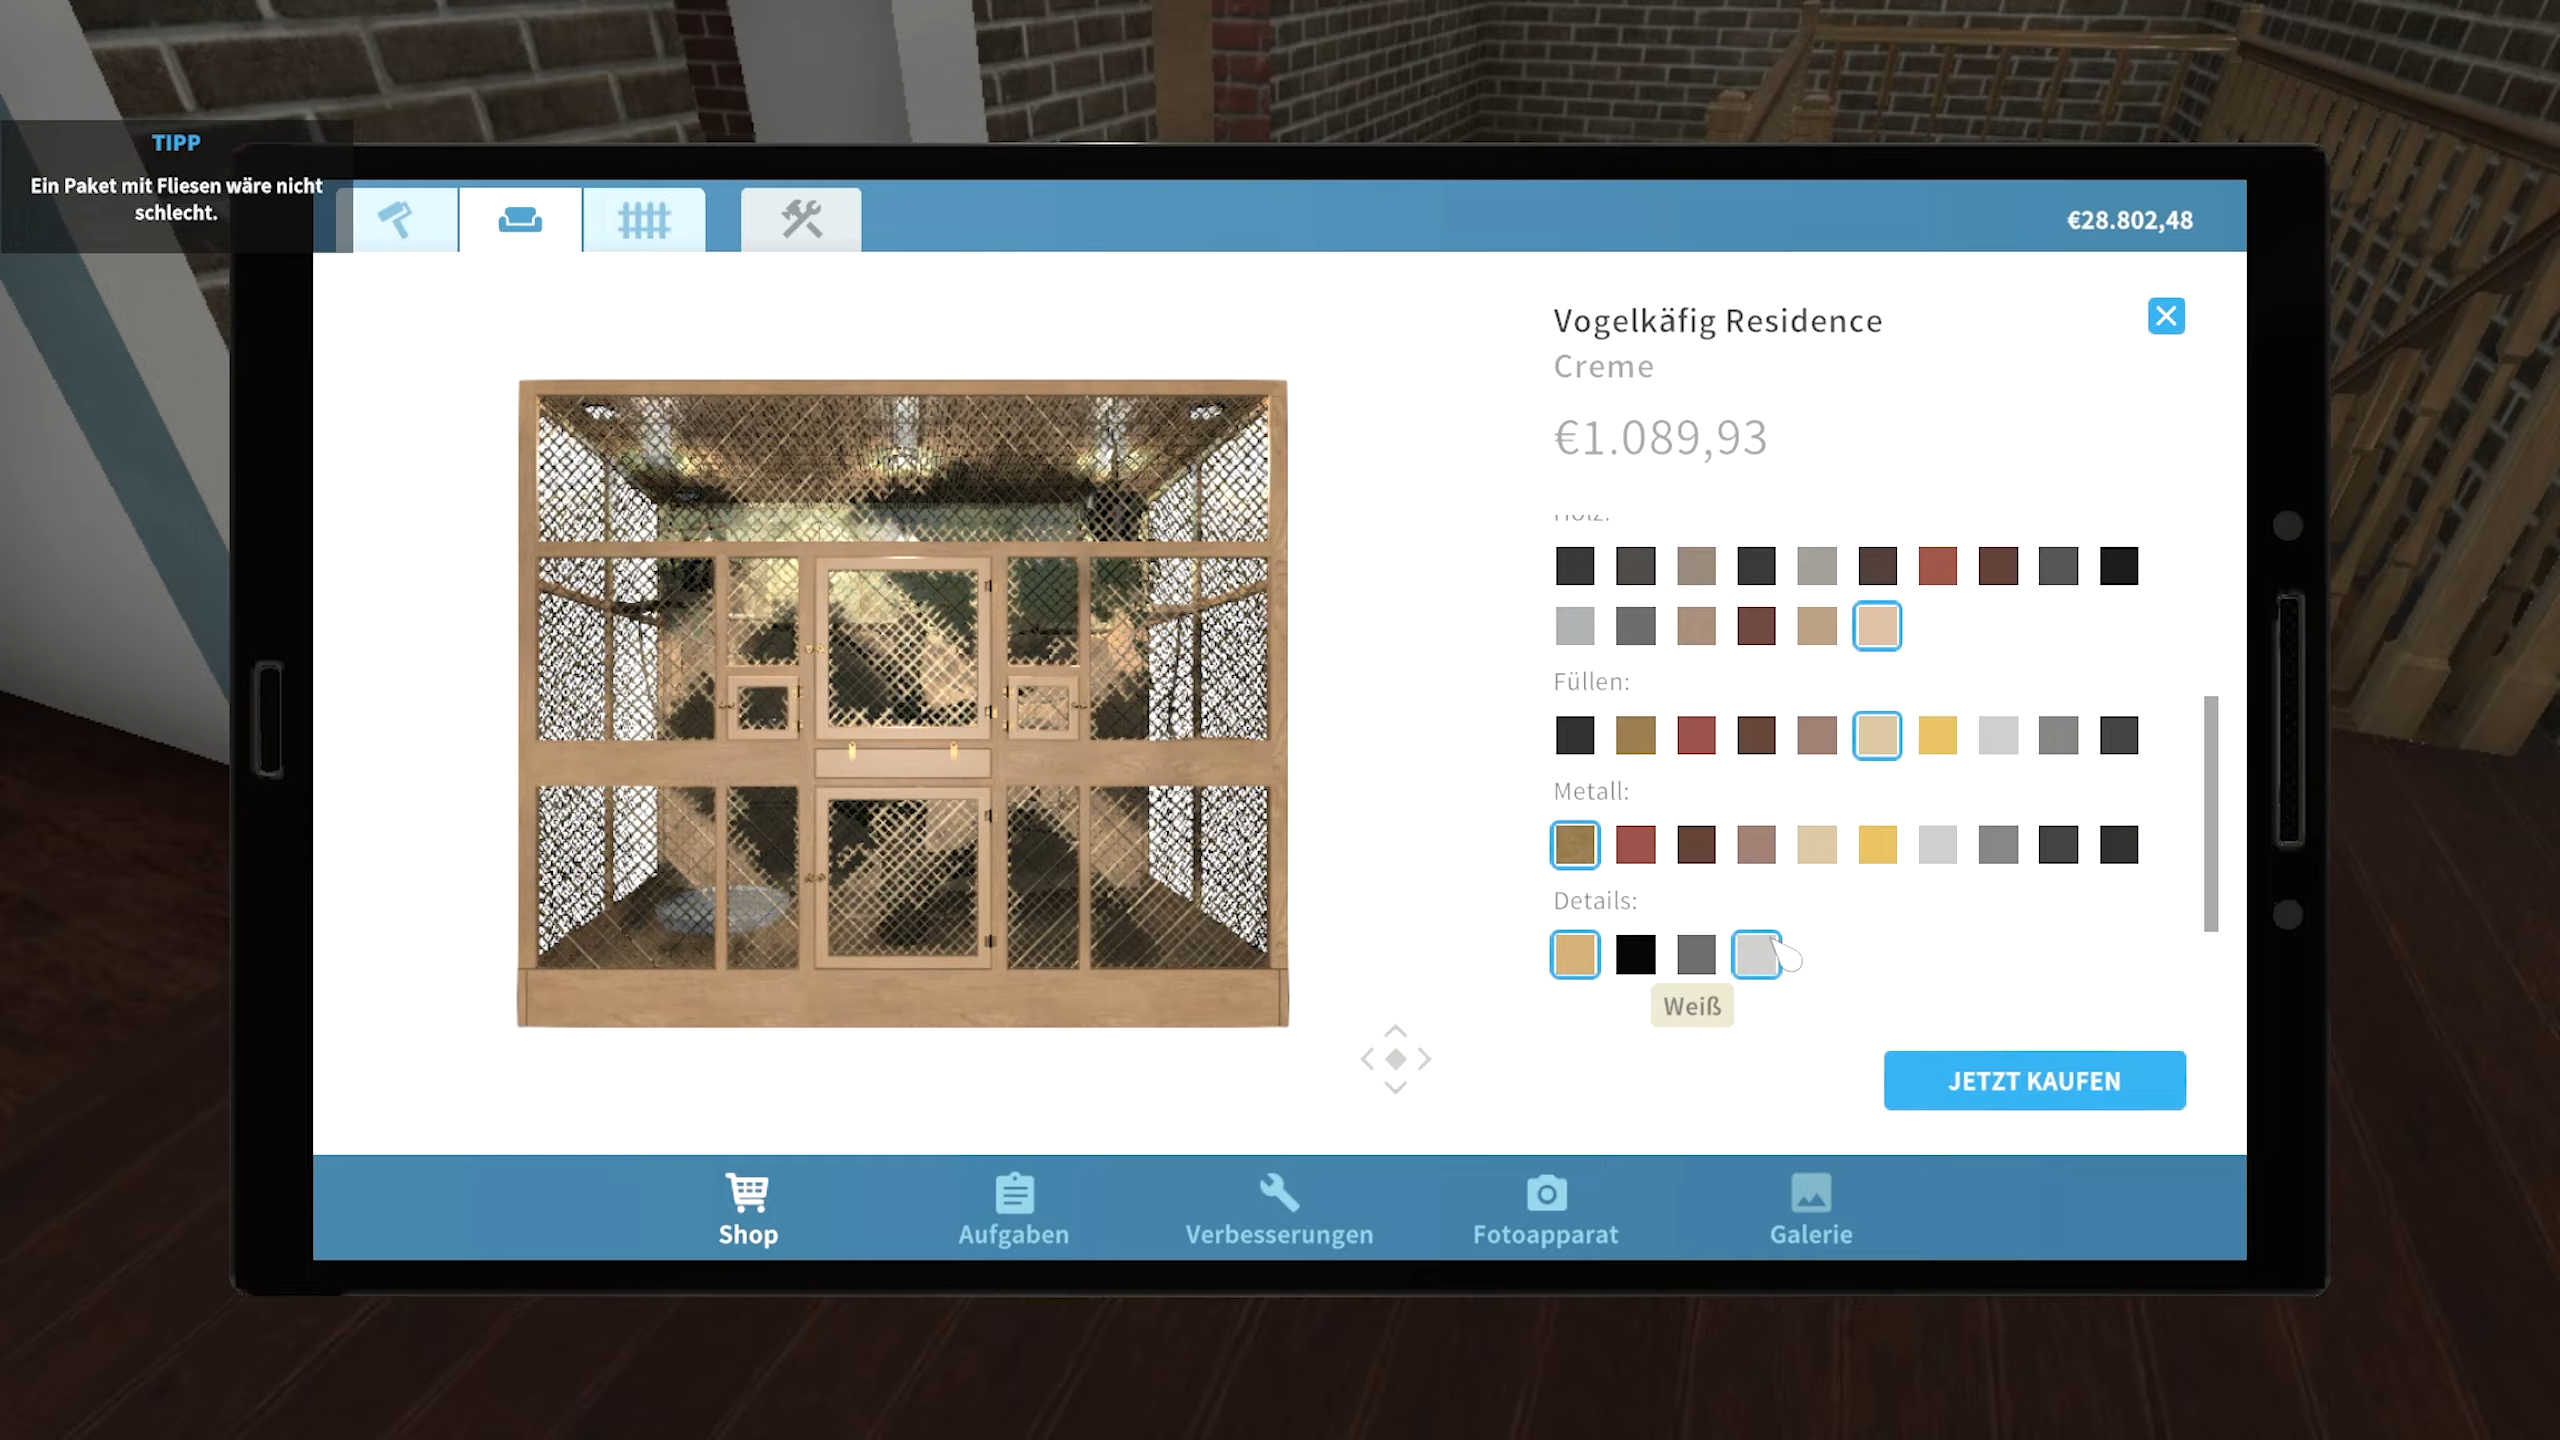 TIPP
Ein Paket mit Fliesen wäre nicht
schlecht.
€28.802,48
Vogelkäfig Residence
Creme
€1.089,93
Holz:
Füllen:
Metall:
Details:
Weiß
JETZT KAUFEN
Shop
Aufgaben
Verbesserungen
Fotoapparat
Galerie